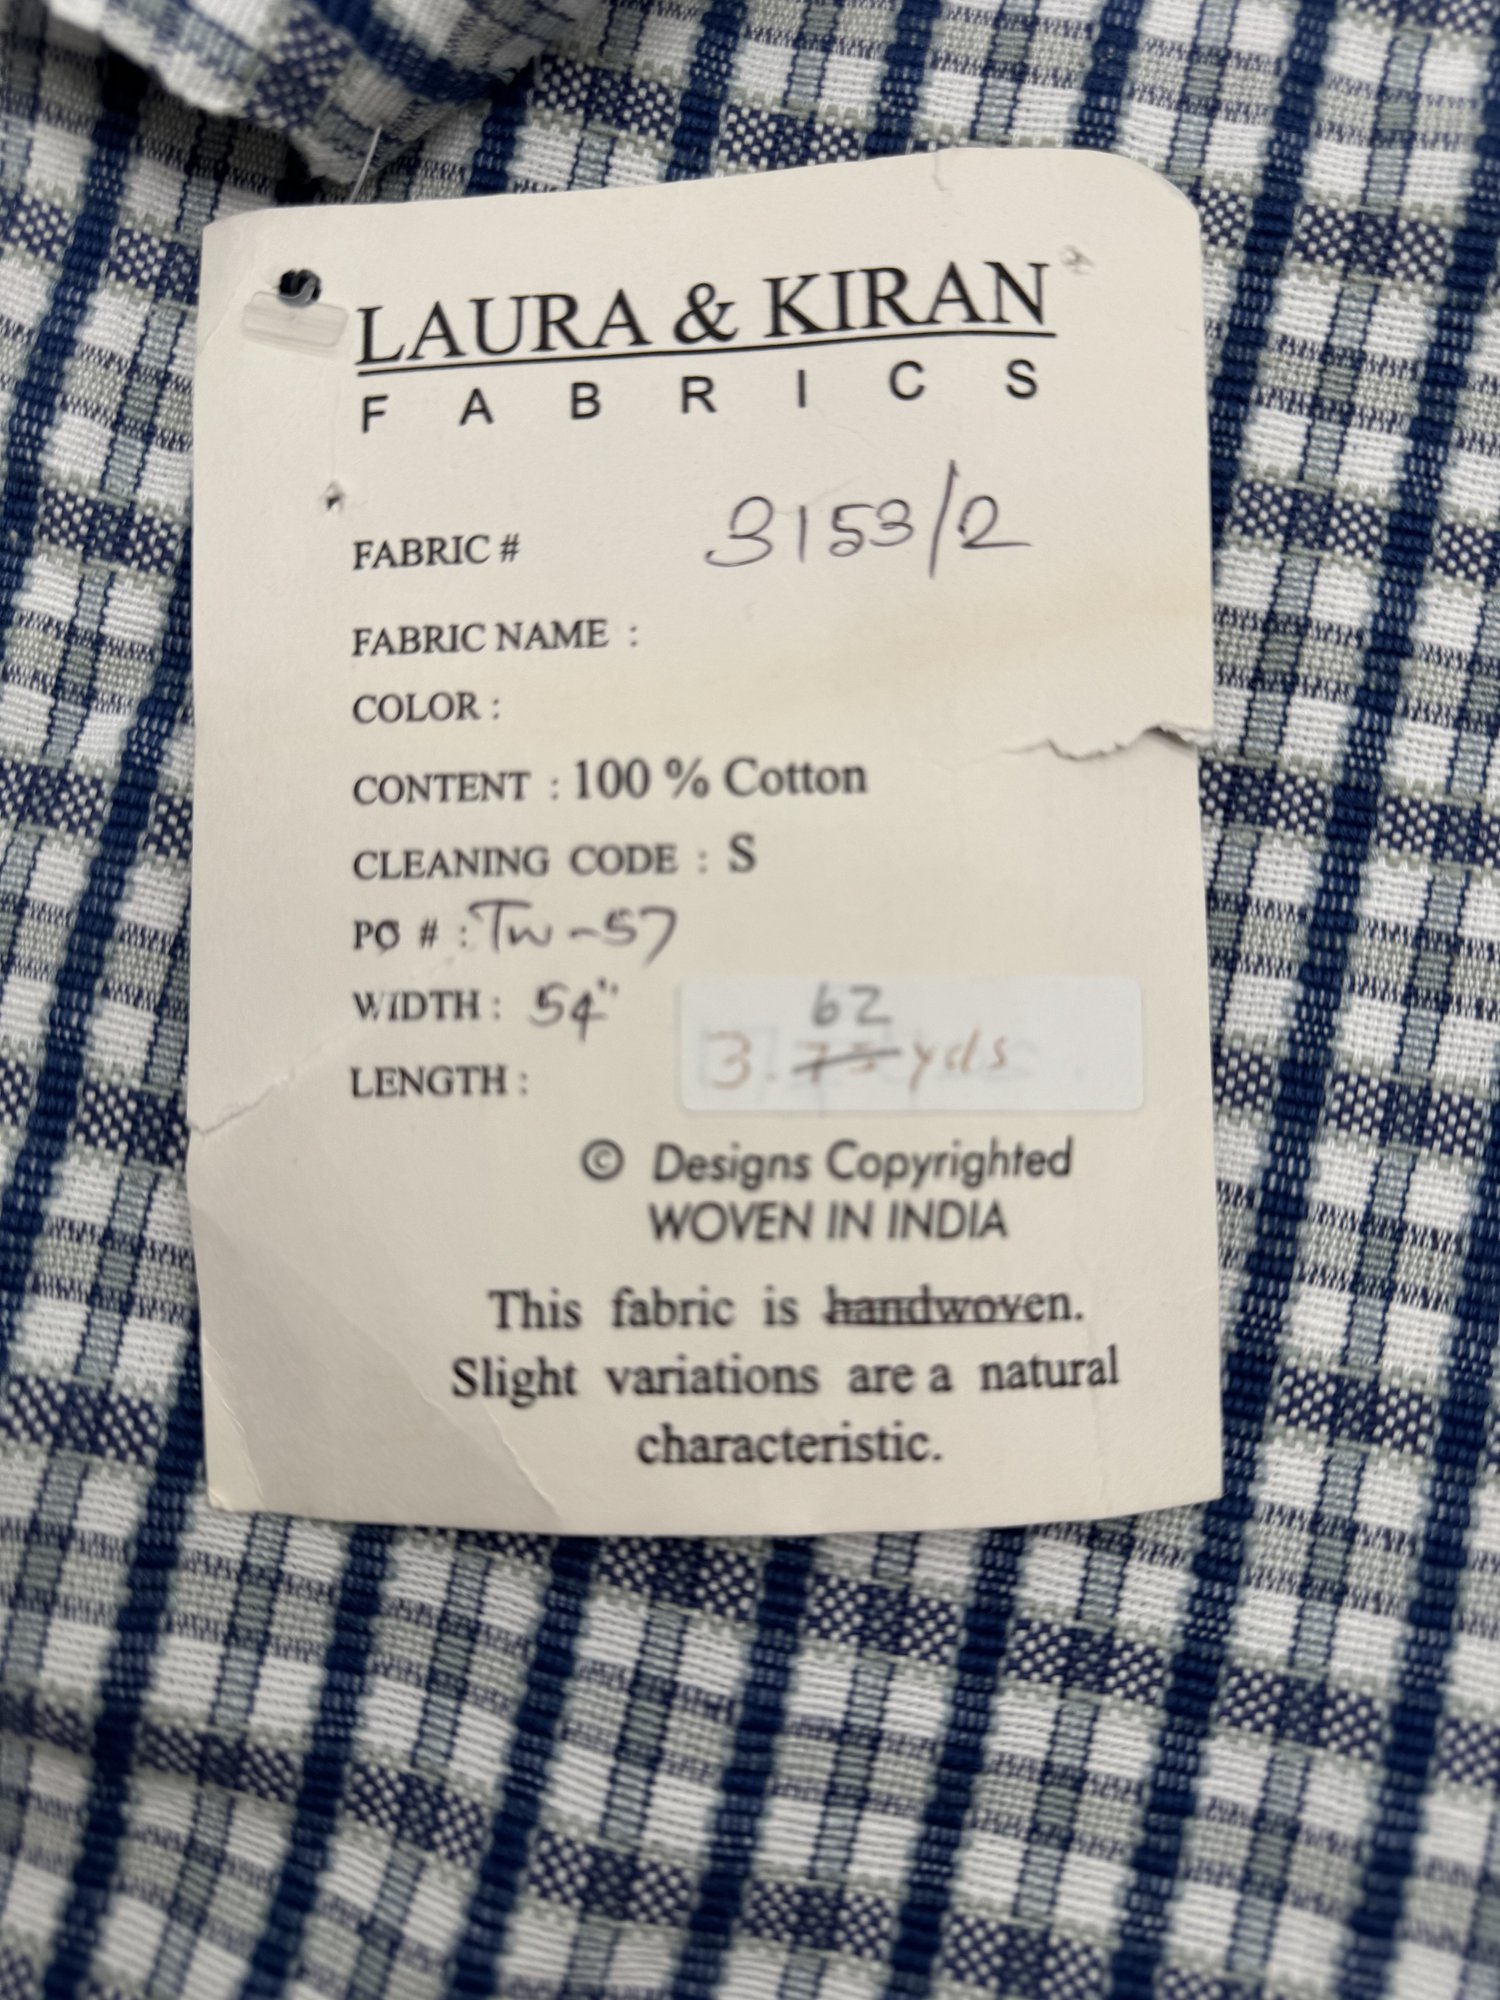 LAURA & KIRAN
FABRICS
FABRIC # 3153/2
FABRIC NAME :
COLOR :
CONTENT : 100 % Cotton
CLEANING CODE : S
PO # : TW-57
WIDTH : 54"
62
LENGTH : 3.75 yds
© Designs Copyrighted
WOVEN IN INDIA
This fabric is handwoven.
Slight variations are a natural
characteristic.